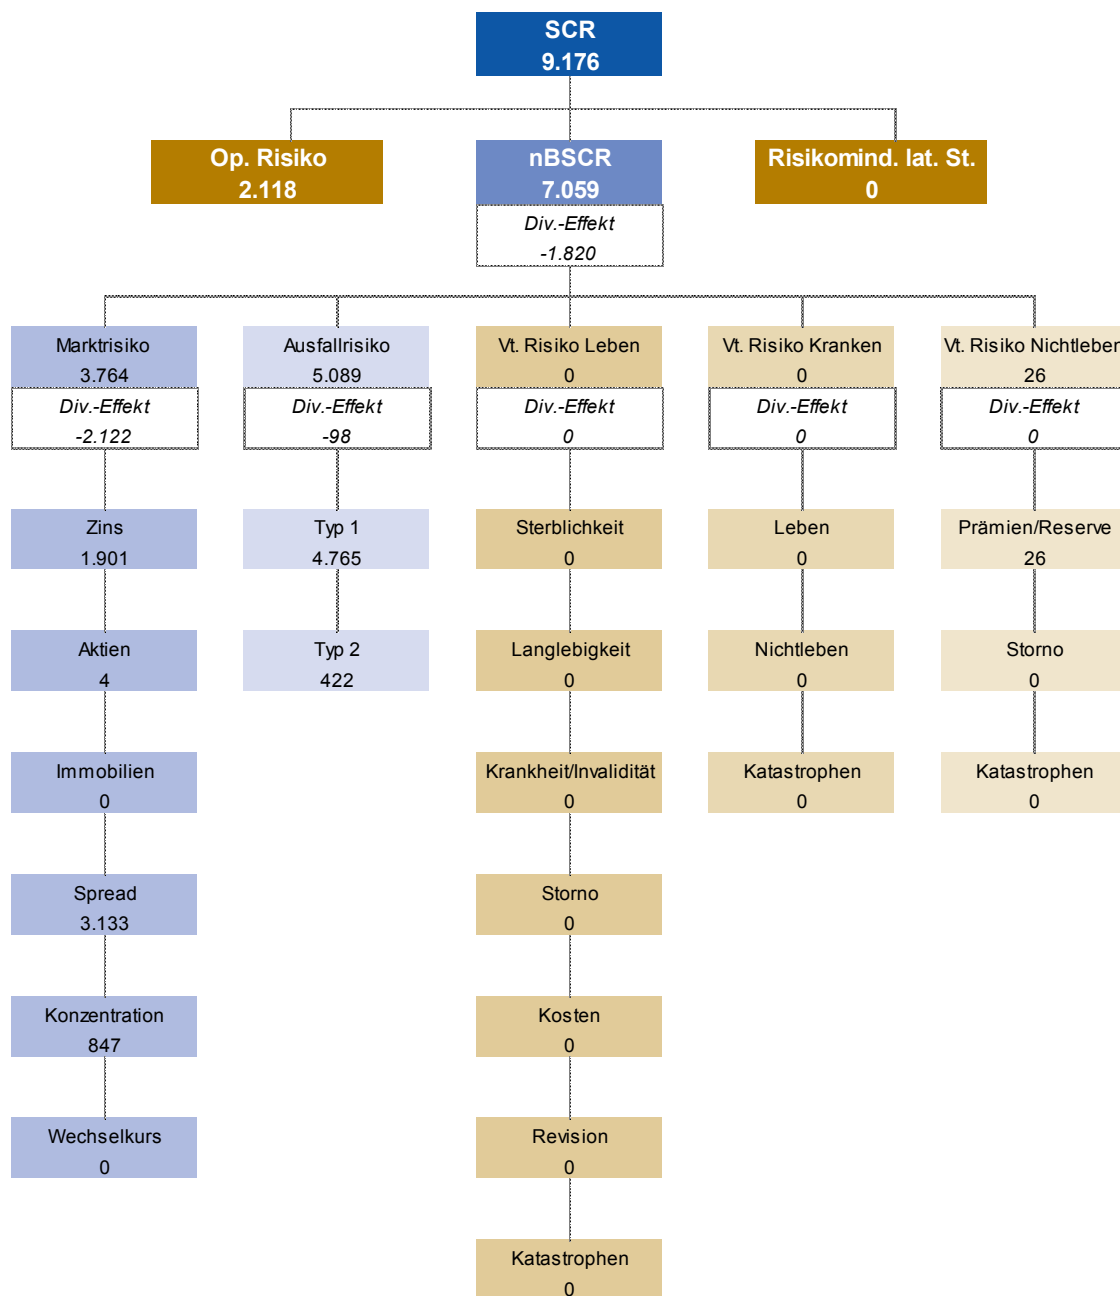 SCR
9.176
Op. Risiko
2.118
nBSCR
7.059
Div.-Effekt
-1.820
Risikomind. lat. St.
0
Marktrisiko
3.764
Div.-Effekt
-2.122
Zins
1.901
Aktien
4
Immobilien
0
Spread
3.133
Konzentration
847
Wechselkurs
0
Ausfallrisiko
5.089
Div.-Effekt
-98
Typ 1
4.765
Typ 2
422
Vt. Risiko Leben
0
Div.-Effekt
0
Sterblichkeit
0
Langlebigkeit
0
Krankheit/Invalidität
0
Storno
0
Kosten
0
Revision
0
Katastrophen
0
Vt. Risiko Kranken
0
Div.-Effekt
0
Leben
0
Nichtleben
0
Katastrophen
0
Vt. Risiko Nichtleben
26
Div.-Effekt
0
Prämien/Reserve
26
Storno
0
Katastrophen
0